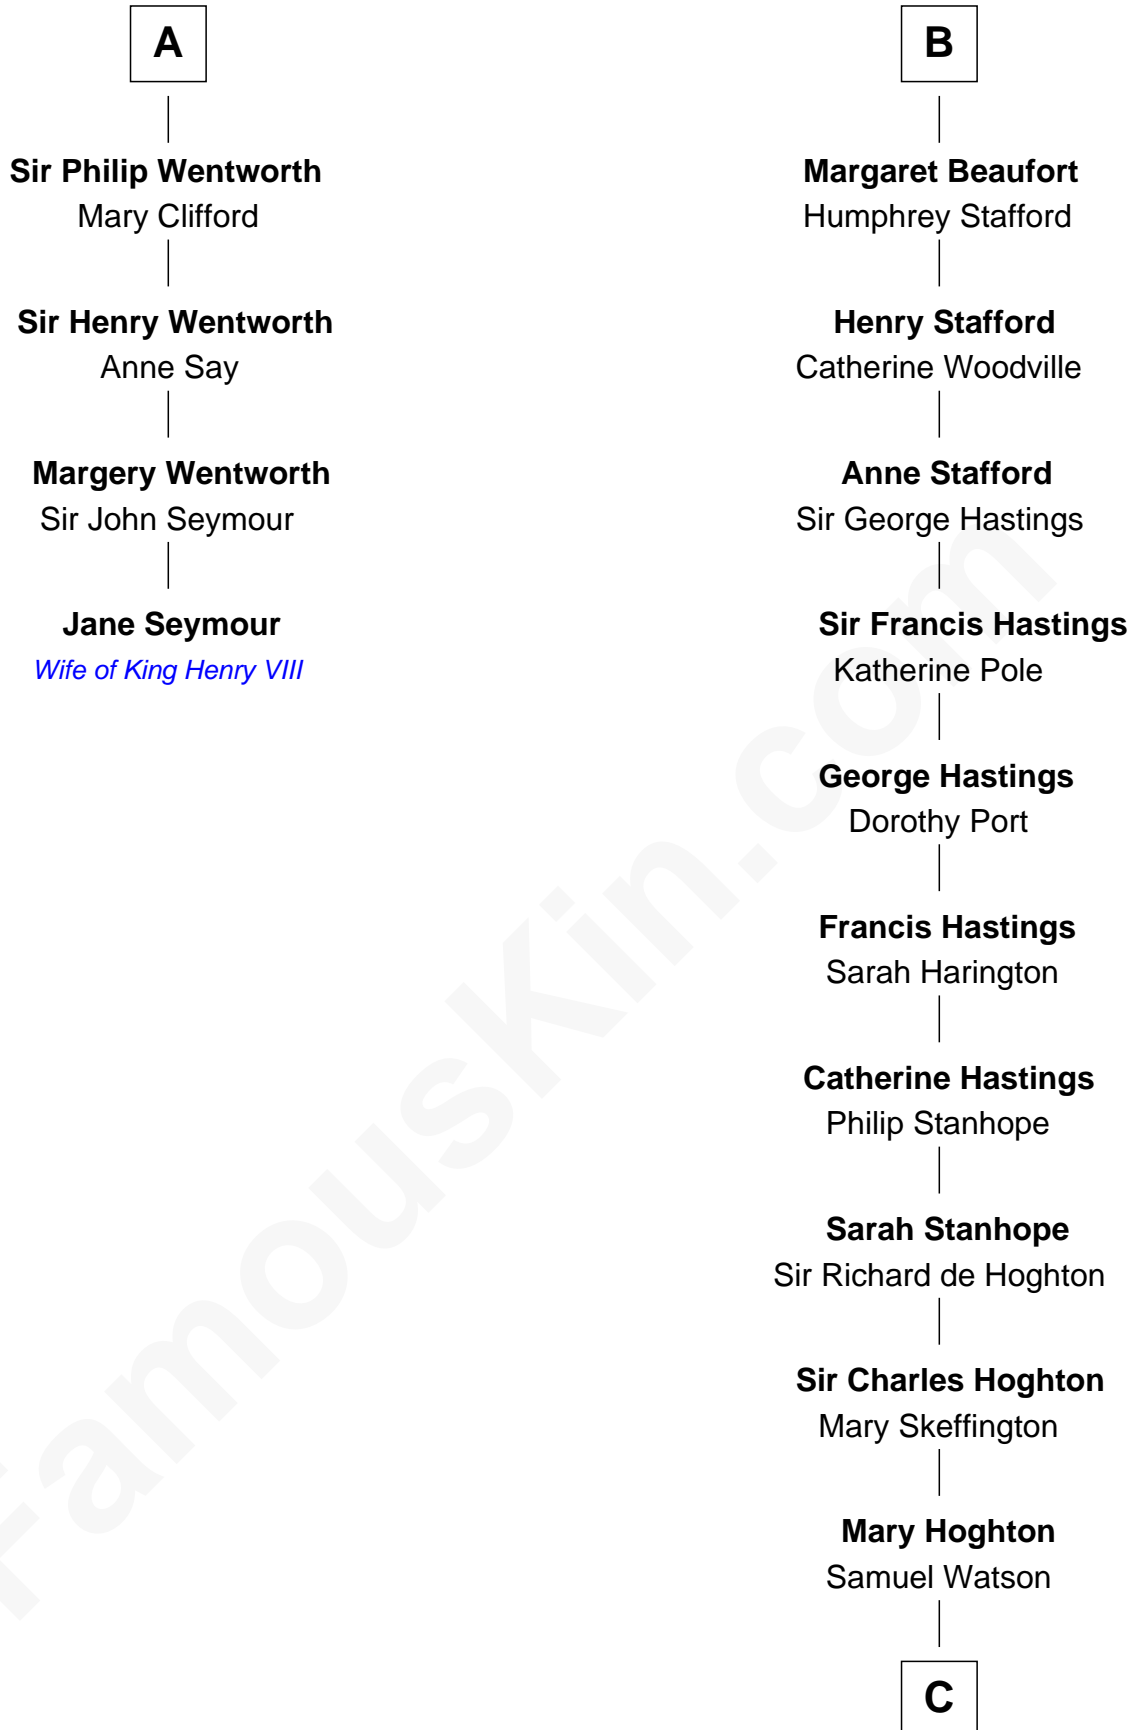 A
Sir Philip Wentworth
Mary Clifford
Sir Henry Wentworth
Anne Say
Margery Wentworth
Sir John Seymour
Jane Seymour
Wife of King Henry VIII
B
Margaret Beaufort
Humphrey Stafford
Henry Stafford
Catherine Woodville
Anne Stafford
Sir George Hastings
Sir Francis Hastings
Katherine Pole
George Hastings
Dorothy Port
Francis Hastings
Sarah Harington
Catherine Hastings
Philip Stanhope
Sarah Stanhope
Sir Richard de Hoghton
Sir Charles Hoghton
Mary Skeffington
Mary Hoghton
Samuel Watson
C
FamousKin.com